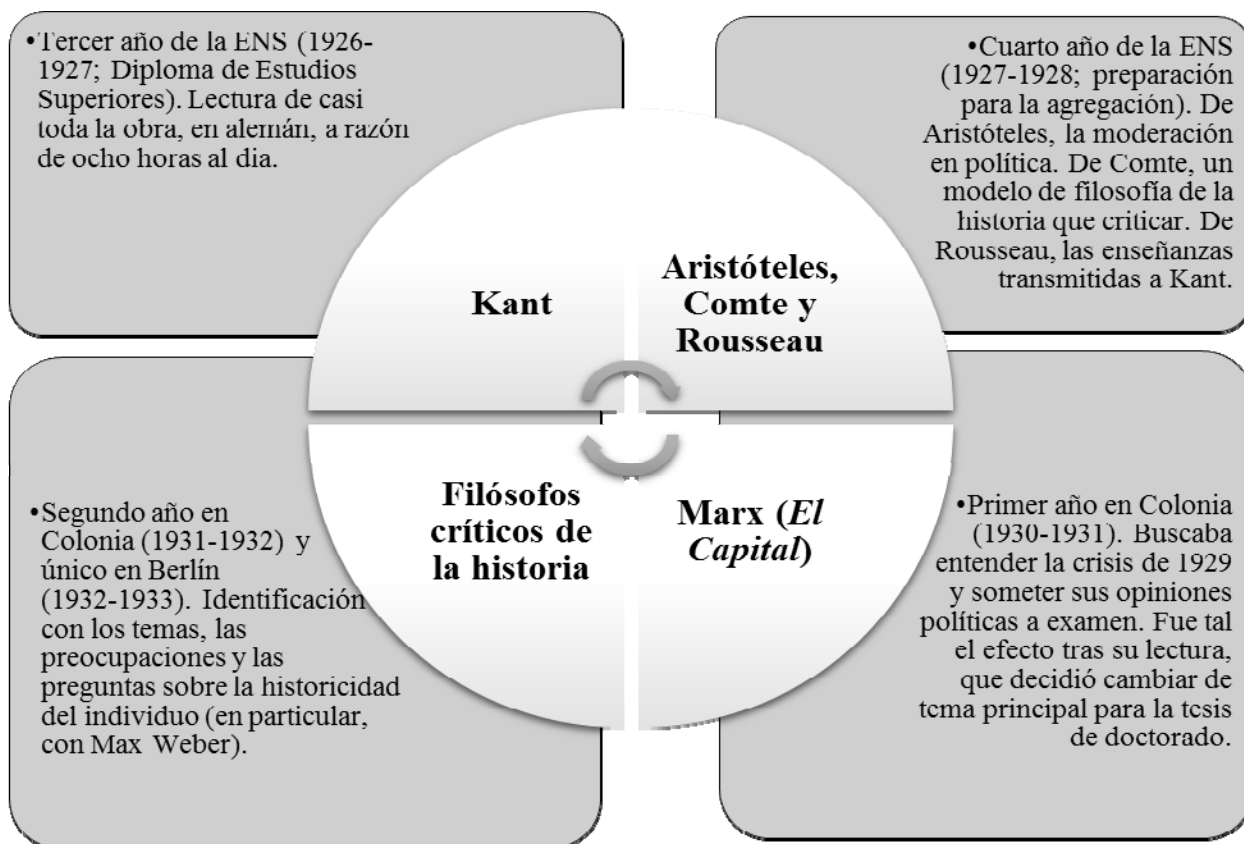 •Tercer año de la ENS (1926-
1927; Diploma de Estudios
Superiores). Lectura de casi
toda la obra, en alemán, a razón
de ocho horas al dia.
•Cuarto año de la ENS
(1927-1928; preparación
para la agregación). De
Aristóteles, la moderación
en política. De Comte, un
modelo de filosofía de la
historia que criticar. De
Rousseau, las enseñanzas
transmitidas a Kant.
Kant
Aristóteles,
Comte y
Rousseau
Filósofos
críticos de
la historia
Marx (El
Capital)
•Segundo año en
Colonia (1931-1932) y
único en Berlín
(1932-1933). Identificación
con los temas, las
preocupaciones y las
preguntas sobre la historicidad
del individuo (en particular,
con Max Weber).
•Primer año en Colonia
(1930-1931). Buscaba
entender la crisis de 1929
y someter sus opiniones
políticas a examen. Fue tal
el efecto tras su lectura,
que decidió cambiar de
tema principal para la tesis
de doctorado.